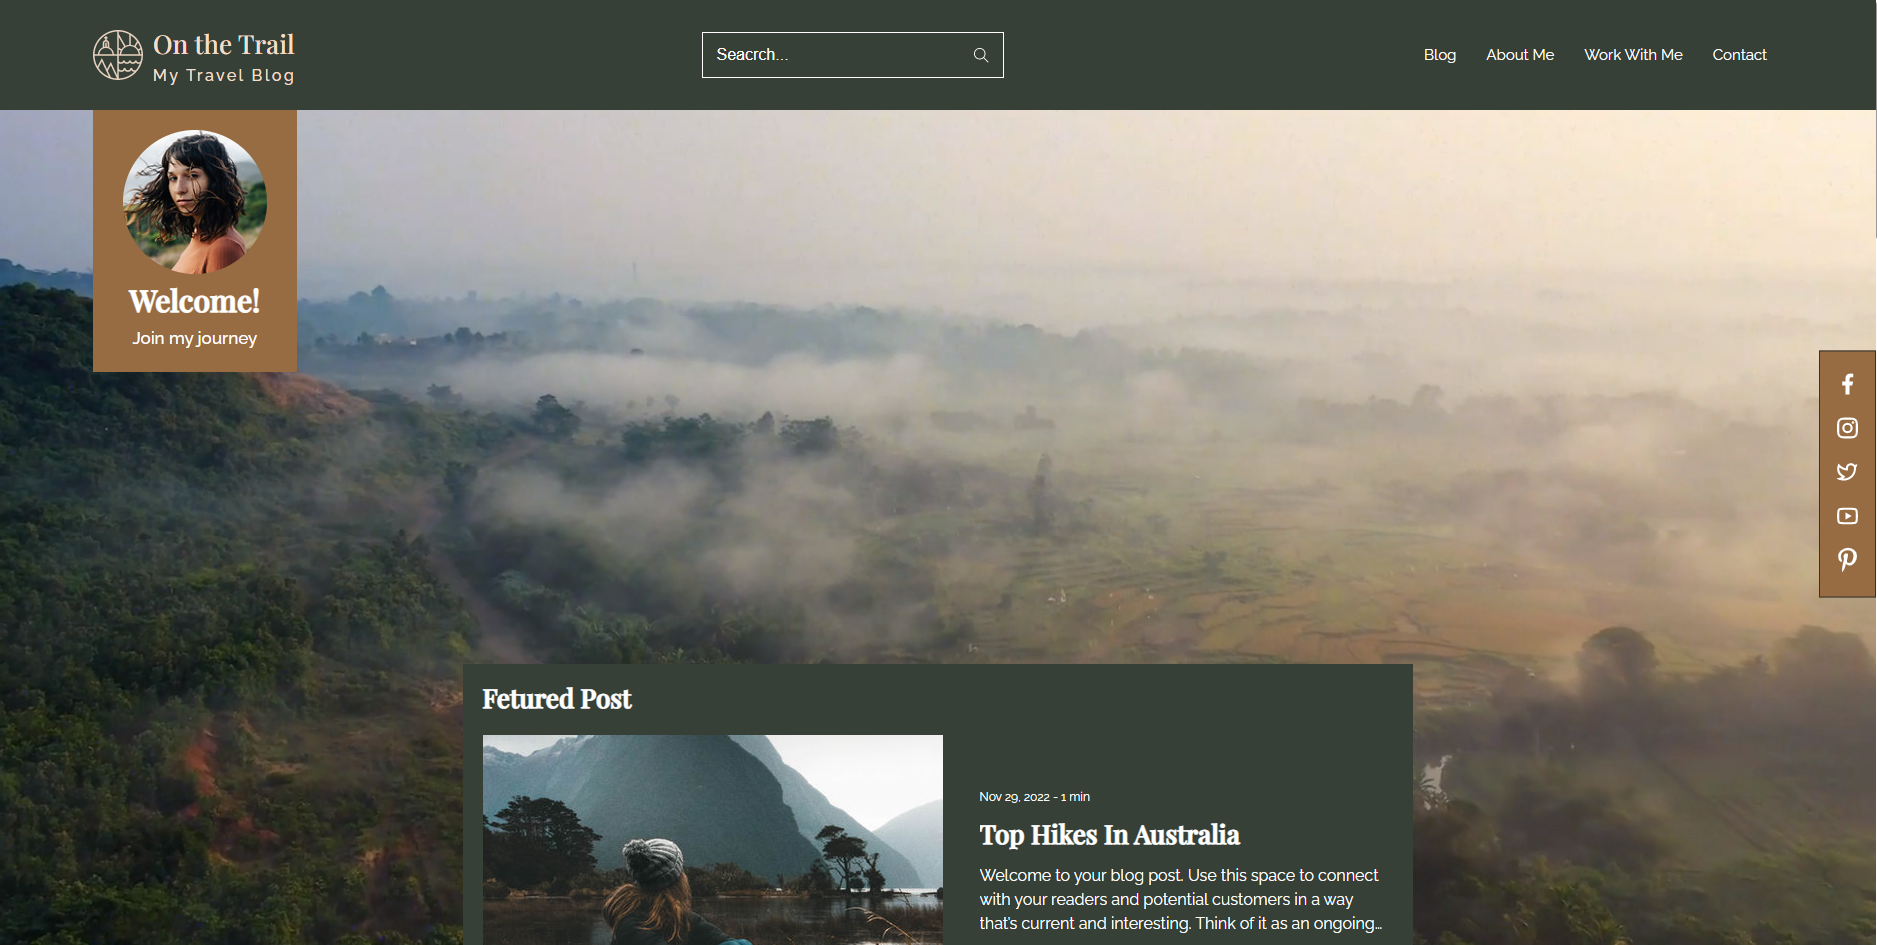 On the Trail
My Travel Blog
Seacrch...
Blog
About Me
Work With Me
Contact
Welcome!
Join my journey
Fetured Post
Nov 29, 2022 - 1 min
Top Hikes In Australia
Welcome to your blog post. Use this space to connect
with your readers and potential customers in a way
that's current and interesting. Think of it as an ongoing...